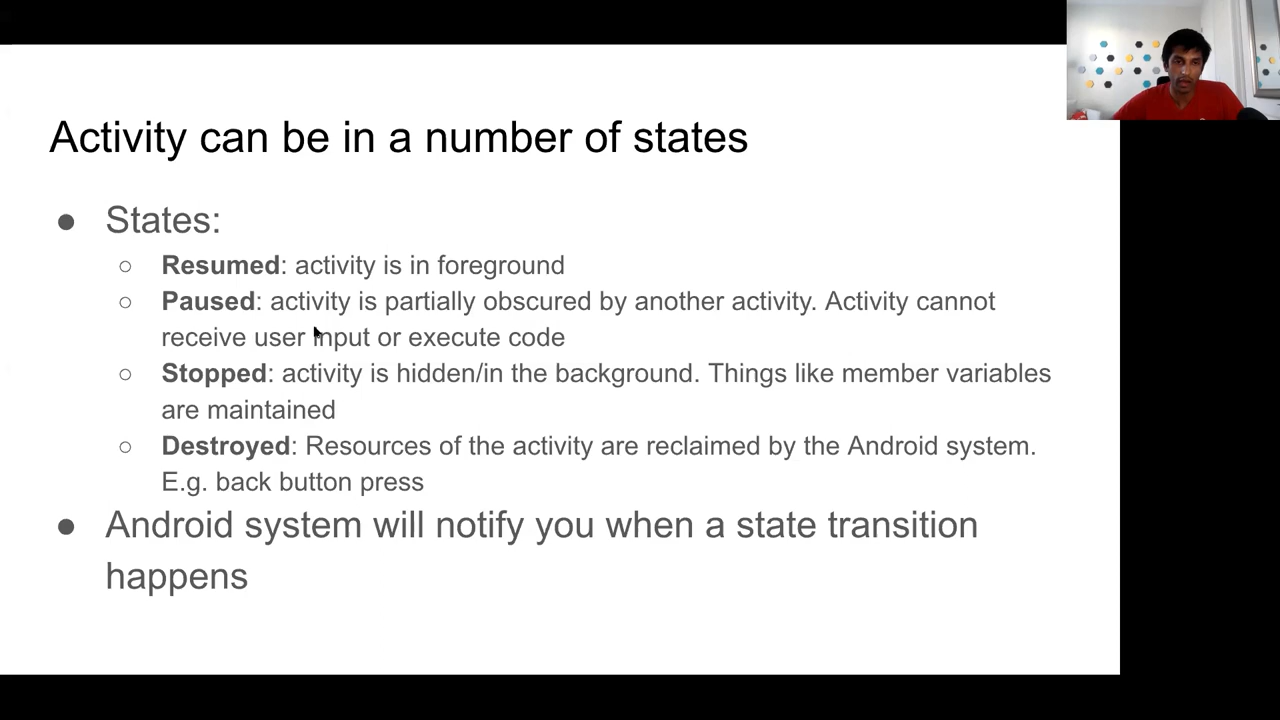 Activity can be in a number of states
● States:
○ Resumed: activity is in foreground
○ Paused: activity is partially obscured by another activity. Activity cannot
receive user input or execute code
○ Stopped: activity is hidden/in the background. Things like member variables
are maintained
○ Destroyed: Resources of the activity are reclaimed by the Android system.
E.g. back button press
● Android system will notify you when a state transition
happens